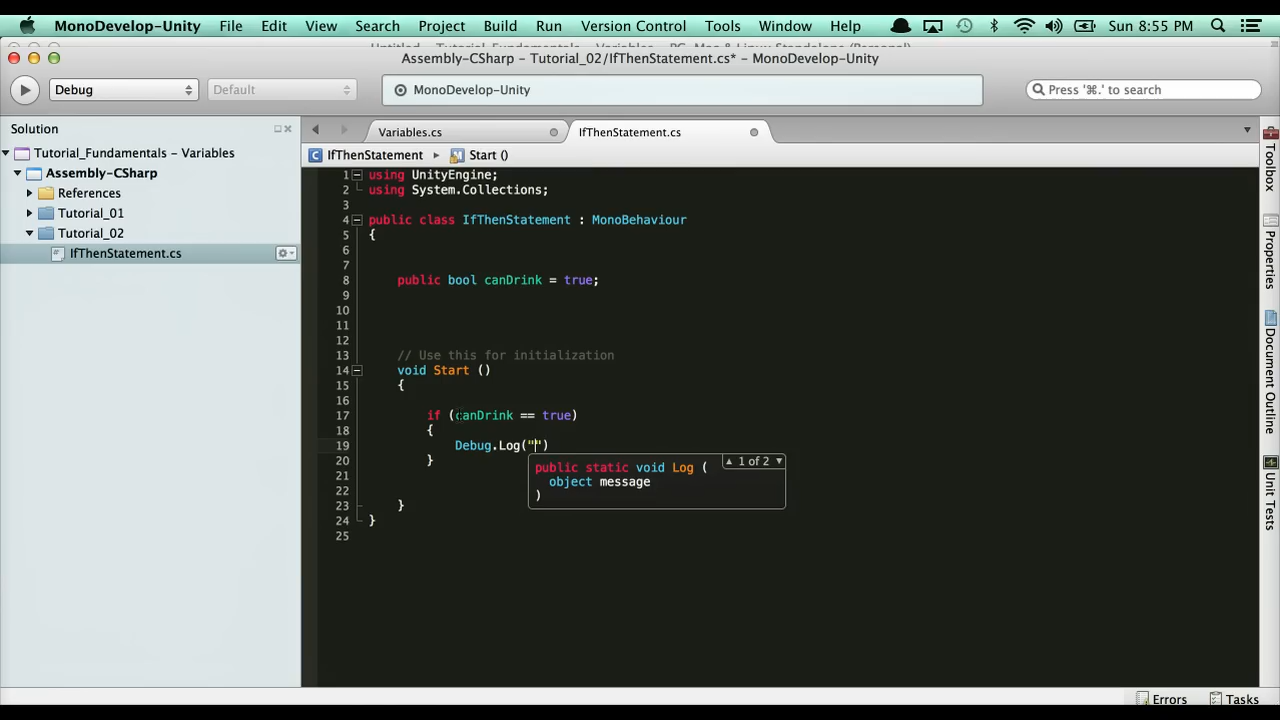 MonoDevelop-Unity File Edit View Search Project Build Run Version Control Tools Window Help Sun 8:55 PM
Assembly-CSharp - Tutorial_02/IfThenStatement.cs* - MonoDevelop-Unity
Debug Default MonoDevelop-Unity Press '⌘.' to search
Solution
Variables.cs IfThenStatement.cs
Tutorial_Fundamentals - Variables
Assembly-CSharp
References
Tutorial_01
Tutorial_02
IfThenStatement.cs
IfThenStatement Start ()
1 using UnityEngine;
2 using System.Collections;
3
4 public class IfThenStatement : MonoBehaviour
5 {
6
7
8 public bool canDrink = true;
9
10
11
12
13 // Use this for initialization
14 void Start ()
15 {
16
17 if (canDrink == true)
18 {
19 Debug.Log("")
20 }
21
22
23 }
24 }
25
1 of 2
public static void Log (
object message
)
Toolbox
Properties
Document Outline
Unit Tests
Errors Tasks